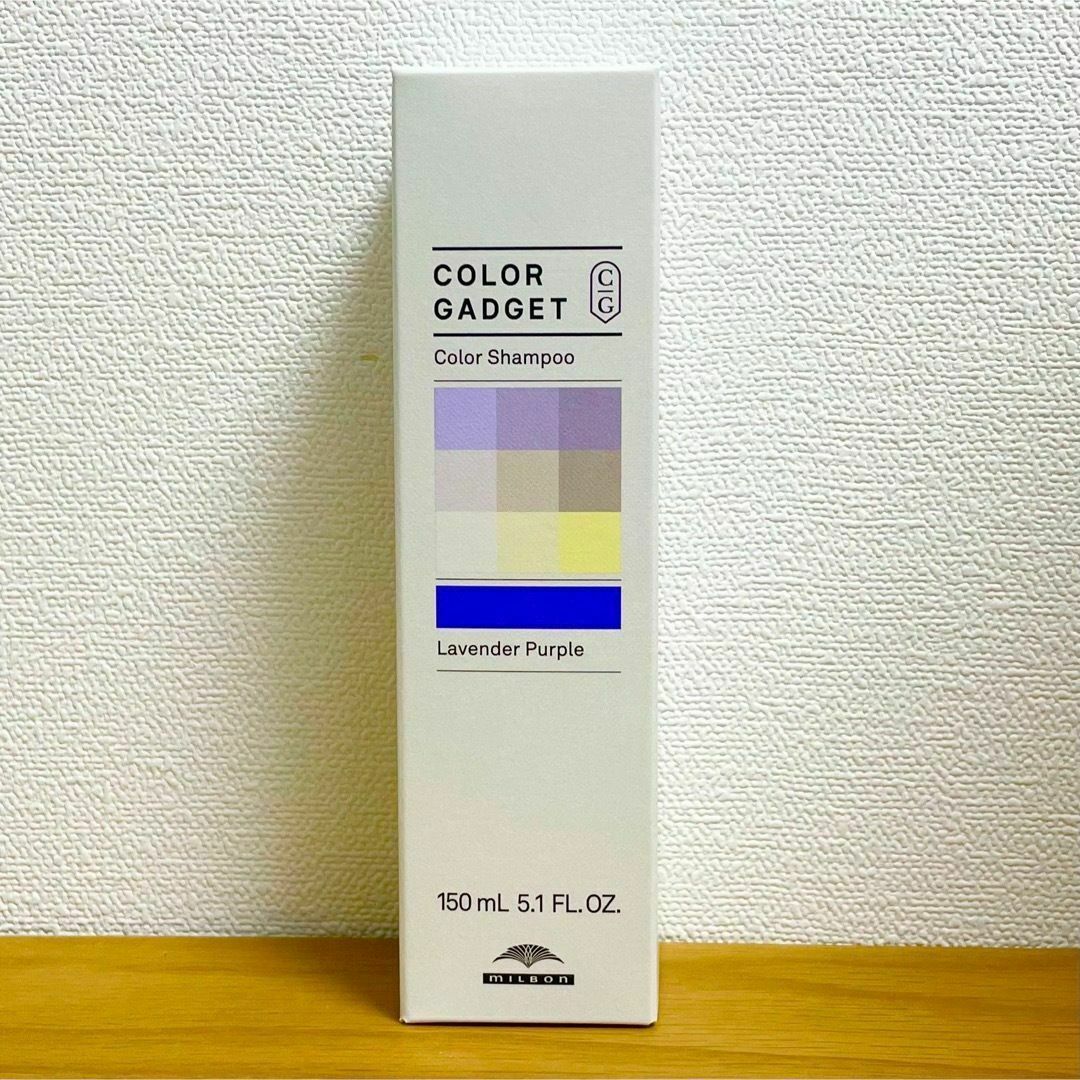 COLOR
GADGET
C
G
Color Shampoo
Lavender Purple
150 mL 5.1 FL.OZ.
MILBON